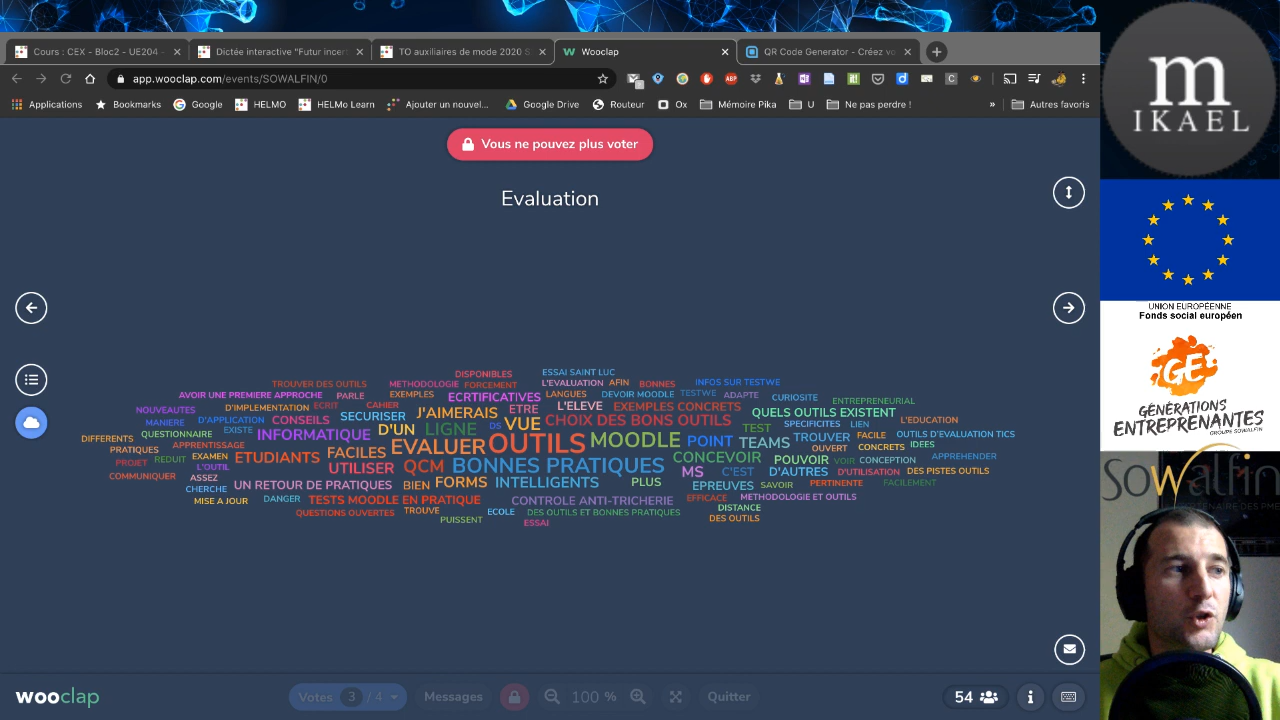 Cours : CEX - Bloc2 - UE204
Dictée interactive "Futur incer
TO auxiliaires de mode 2020 S
Wooclap
QR Code Generator - Créez vo
app.wooclap.com/events/SOWALFIN/0
Applications
Bookmarks
Google
HELMO
HELMo Learn
Ajouter un nouvel...
Google Drive
Routeur
Ox
Mémoire Pika
U
Ne pas perdre !
»
Autres favoris
Vous ne pouvez plus voter
Evaluation
DISPONIBLES ESSAI SAINT LUC
TROUVER DES OUTILS METHODOLOGIE FORCEMENT L'EVALUATION AFIN BONNES INFOS SUR TESTWE
AVOIR UNE PREMIERE APPROCHE PARLE EXEMPLES ECRTIFICATIVES LANGUES DEVOIR MOODLE TESTWE ADAPTE CURIOSITE ENTREPRENEURIAL
NOUVEAUTES D'IMPLEMENTATION ECRIT CAHIER J'AIMERAIS ETRE L'ELEVE EXEMPLES CONCRETS QUELS OUTILS EXISTENT
MANIERE D'APPLICATION CONSEILS SECURISER D'UN LIGNE DS VUE CHOIX DES BONS OUTILS TEST SPECIFICITES LIEN L'EDUCATION
DIFFERENTS QUESTIONNAIRE EXISTE INFORMATIQUE EVALUER OUTILS MOODLE POINT TEAMS TROUVER FACILE OUTILS D'EVALUATION TICS
PRATIQUES APPRENTISSAGE FACILES OUVERT CONCRETS IDEES
PROJET REDUIT EXAMEN ETUDIANTS UTILISER QCM BONNES PRATIQUES CONCEVOIR POUVOIR VOIR CONCEPTION APPREHENDER
L'OUTIL MS C'EST D'AUTRES D'UTILISATION DES PISTES OUTILS
COMMUNIQUER ASSEZ
CHERCHE UN RETOUR DE PRATIQUES BIEN FORMS INTELLIGENTS PLUS EPREUVES SAVOIR PERTINENTE FACILEMENT
MISE A JOUR DANGER TESTS MOODLE EN PRATIQUE CONTROLE ANTI-TRICHERIE EFFICACE METHODOLOGIE ET OUTILS
QUESTIONS OUVERTES TROUVE ECOLE DES OUTILS ET BONNES PRATIQUES DISTANCE
PUISSENT ESSAI DES OUTILS
wooclap
Votes 3 / 4
Messages
100 %
Quitter
54
m
IKAEL
UNION EUROPÉENNE
Fonds social européen
GE
GÉNÉRATIONS
ENTREPRENANTES
GROUPE SOWALFIN
Sowalfin